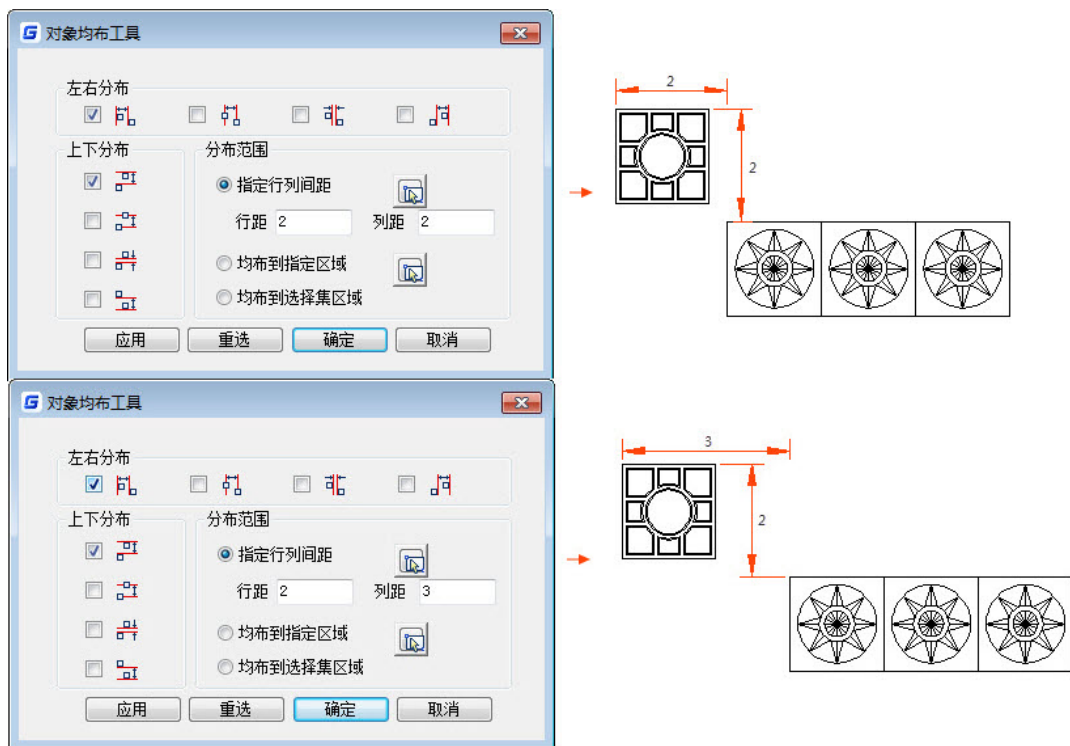 对象均布工具
左右分布
上下分布
分布范围
指定行列间距
行距 2 列距 2
均布到指定区域
均布到选择集区域
应用 重选 确定 取消
2
2
对象均布工具
左右分布
上下分布
分布范围
指定行列间距
行距 2 列距 3
均布到指定区域
均布到选择集区域
应用 重选 确定 取消
3
2